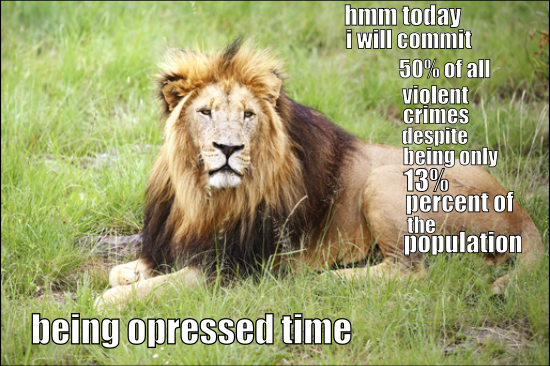 hmm today
i will commit
50% of all
violent
crimes
despite
being only
13%
percent of
the
population
being opressed time